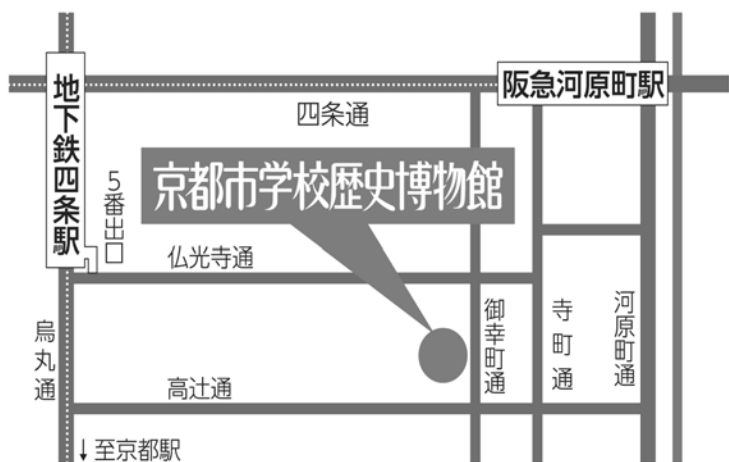 地下鉄四条駅
阪急河原町駅
四条通
京都市学校歴史博物館
5番出口
仏光寺通
御幸町通
寺町通
河原町通
烏丸通
高辻通
↓至京都駅